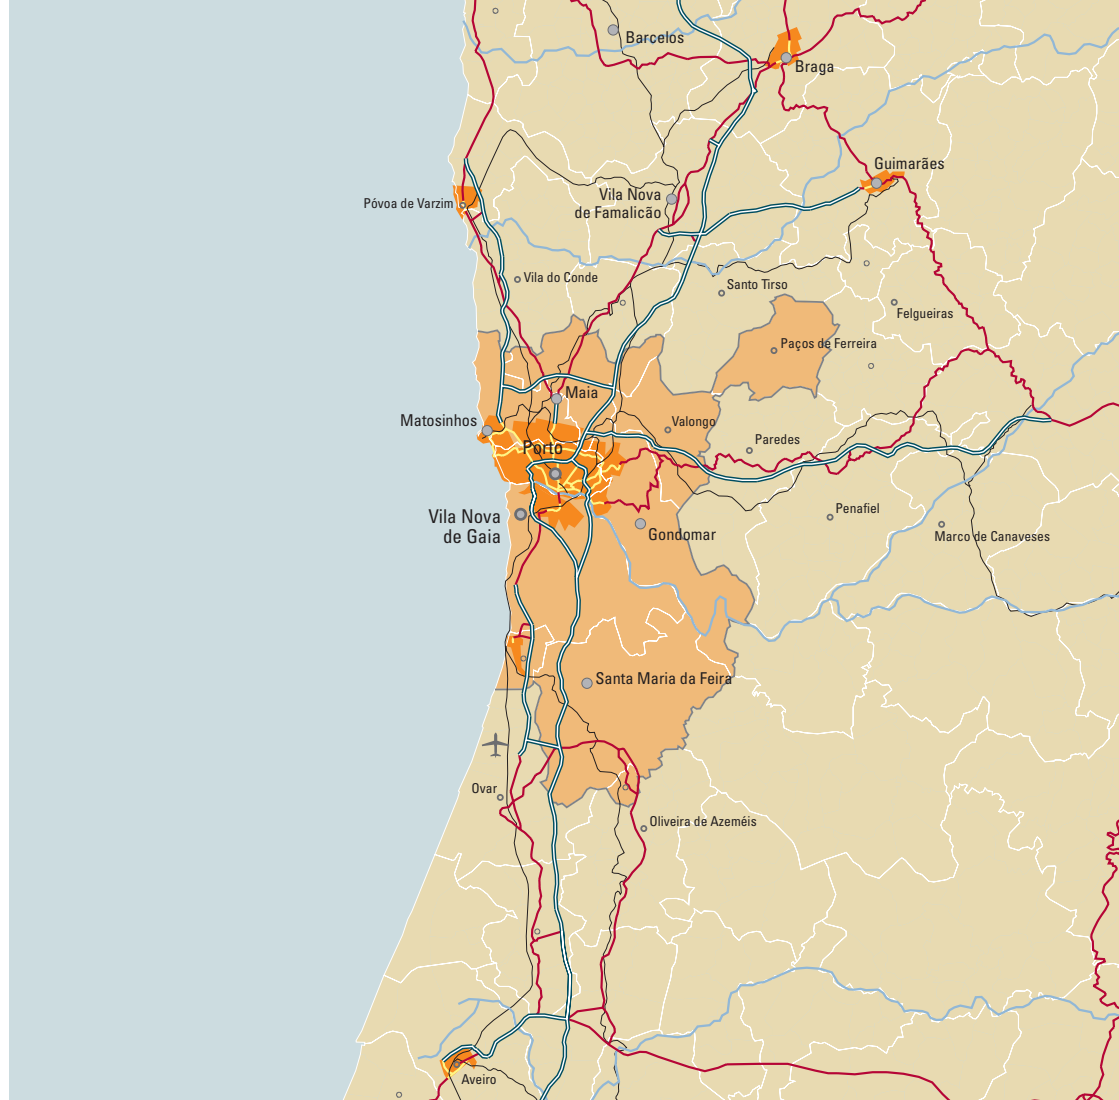 Barcelos
Braga
Guimarães
Póvoa de Varzim
Vila Nova
de Famalicão
Vila do Conde
Santo Tirso
Felgueiras
Paços de Ferreira
Maia
Matosinhos
Valongo
Porto
Paredes
Vila Nova
de Gaia
Penafiel
Gondomar
Marco de Canaveses
Santa Maria da Feira
Ovar
Oliveira de Azeméis
Aveiro